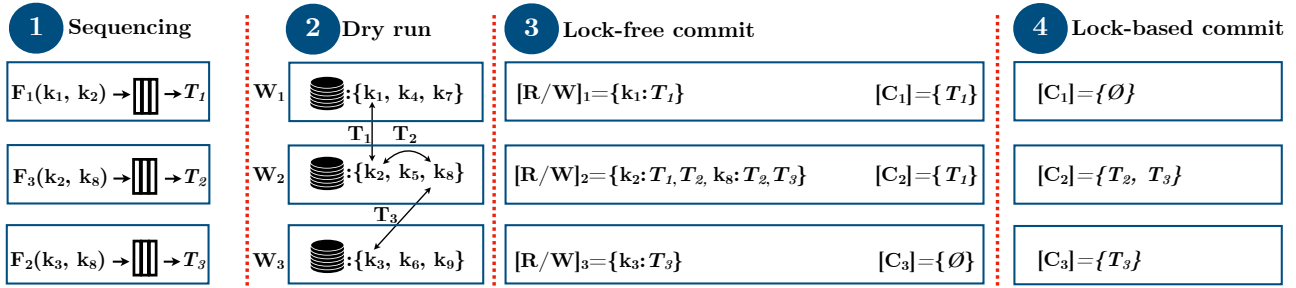 1 Sequencing
2 Dry run
3 Lock-free commit
4 Lock-based commit
F₁(k₁, k₂) → → T₁
W₁ :{k₁, k₄, k₇}
[R/W]₁={k₁: T₁} [C₁]={T₁}
[C₁]={Ø}
T₁ T₂
F₃(k₂, k₈) → → T₂
W₂ :{k₂, k₅, k₈}
[R/W]₂={k₂: T₁, T₂, k₈: T₂, T₃} [C₂]={T₁}
[C₂]={T₂, T₃}
T₃
F₂(k₃, k₈) → → T₃
W₃ :{k₃, k₆, k₉}
[R/W]₃={k₃: T₃} [C₃]={Ø}
[C₃]={T₃}